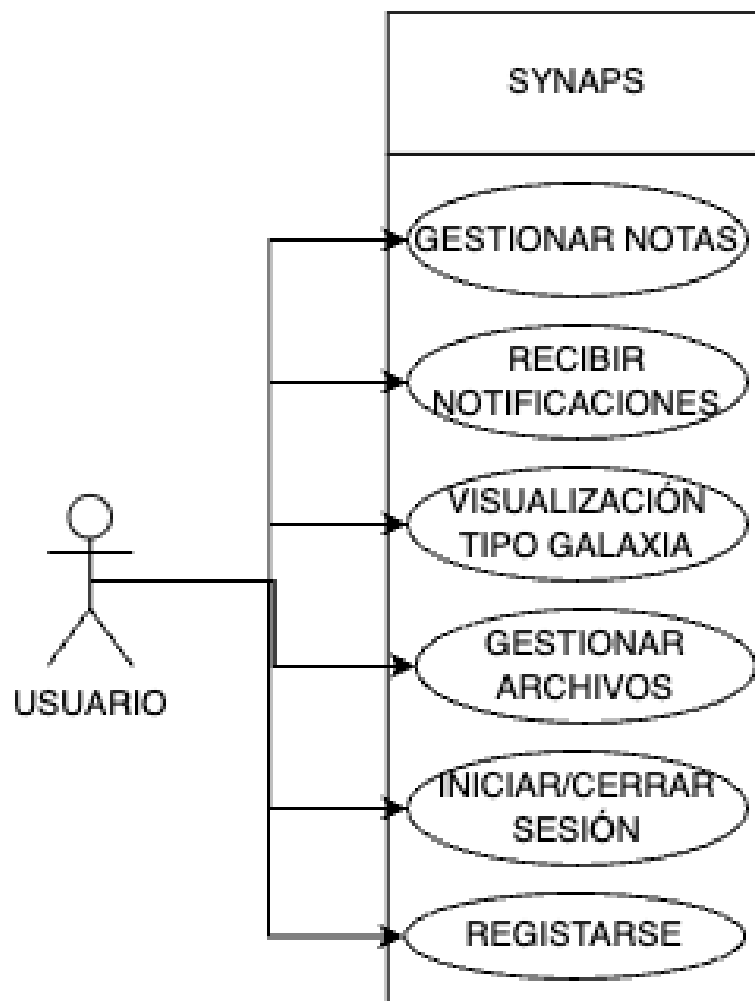 SYNAPS
GESTIONAR NOTAS
RECIBIR
NOTIFICACIONES
VISUALIZACIÓN
TIPO GALAXIA
GESTIONAR
ARCHIVOS
USUARIO
INICIAR/CERRAR
SESIÓN
REGISTARSE